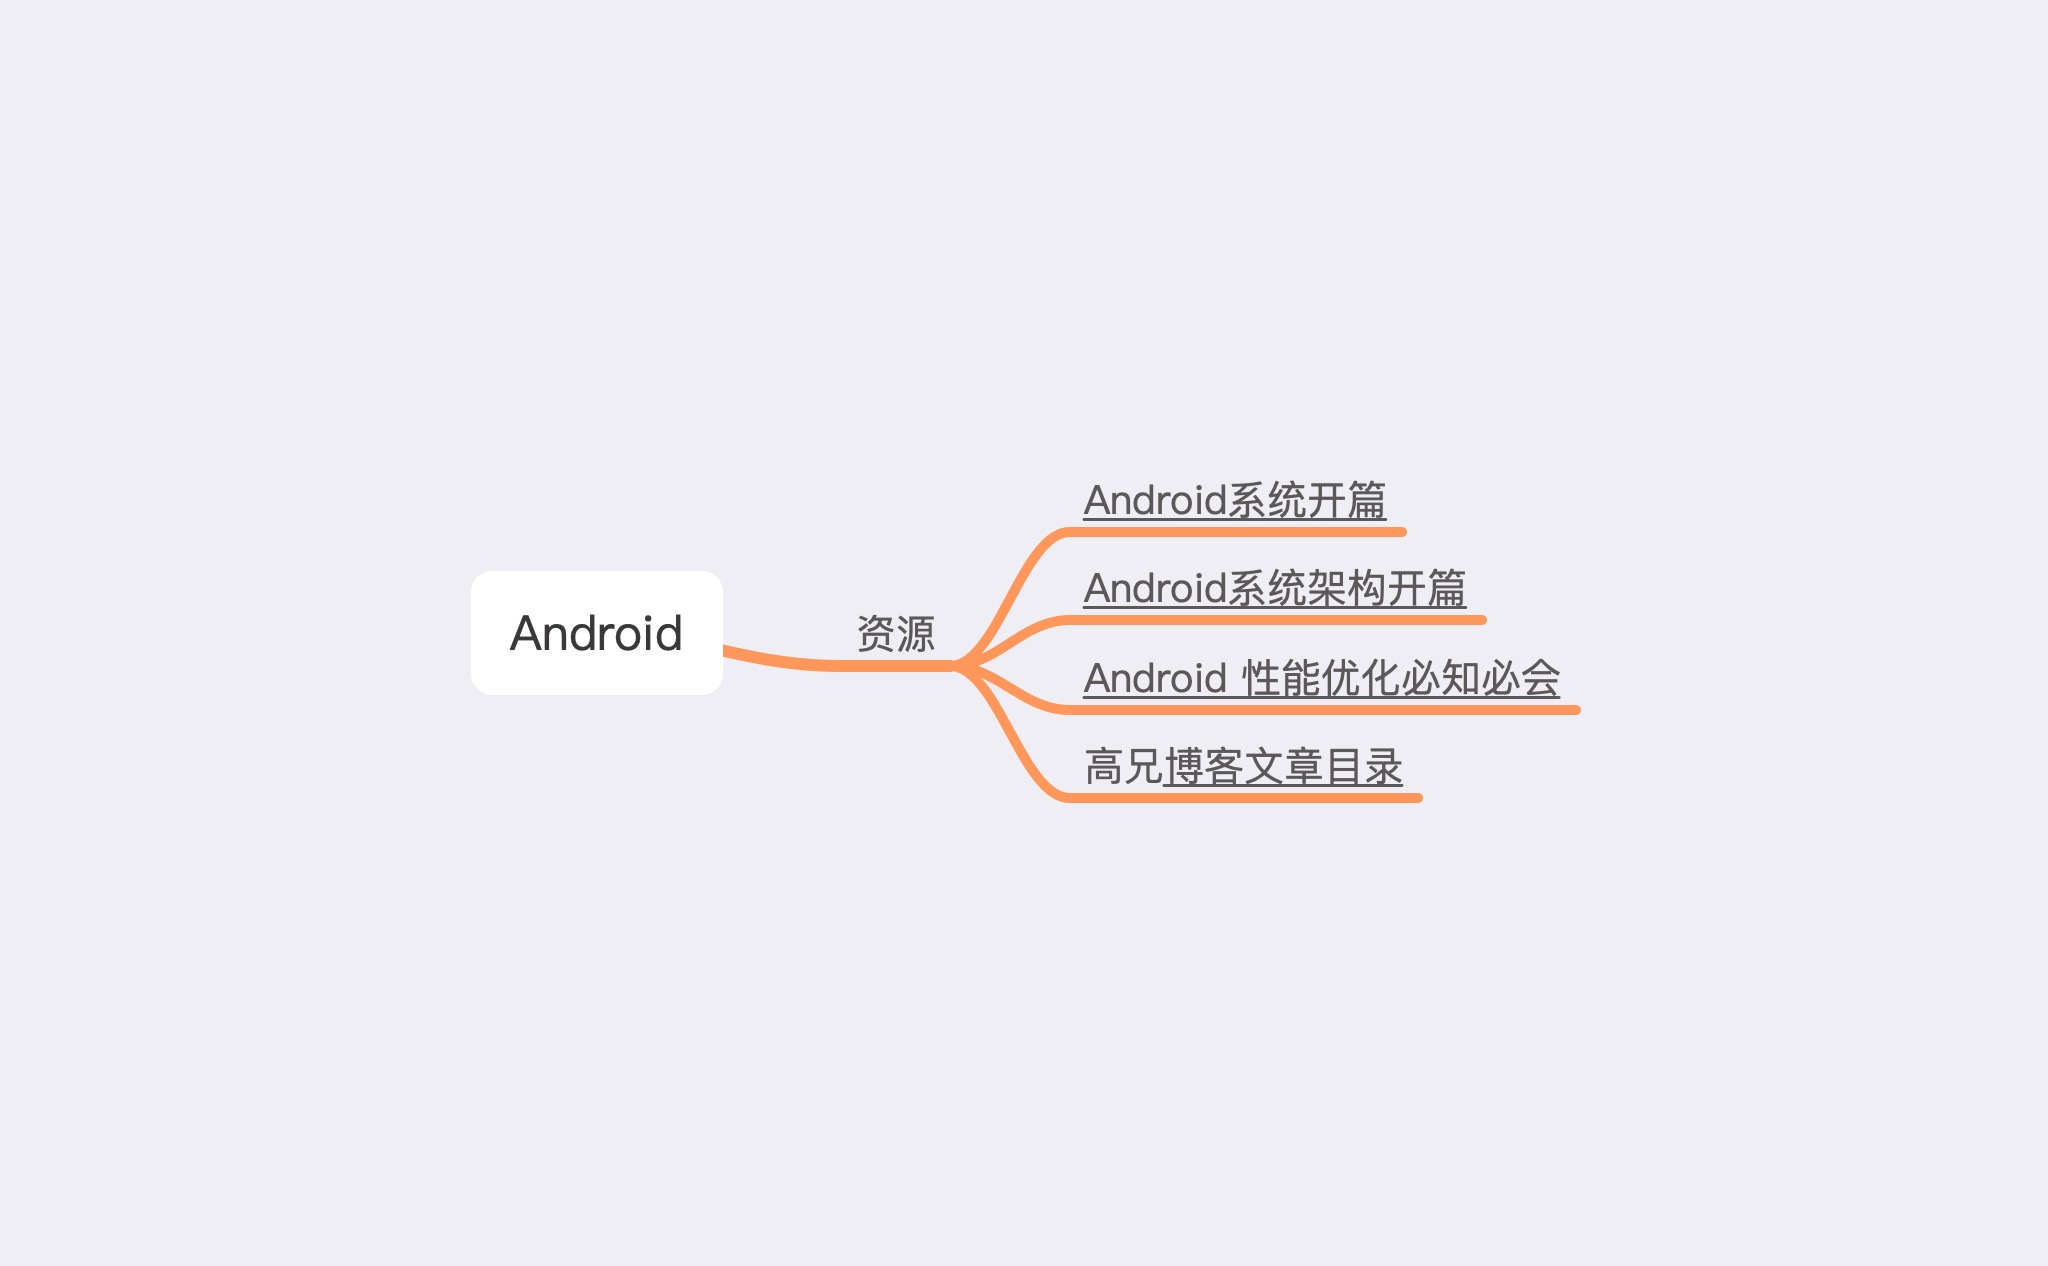 Android
资源
Android系统开篇
Android系统架构开篇
Android 性能优化必知必会
高兄博客文章目录